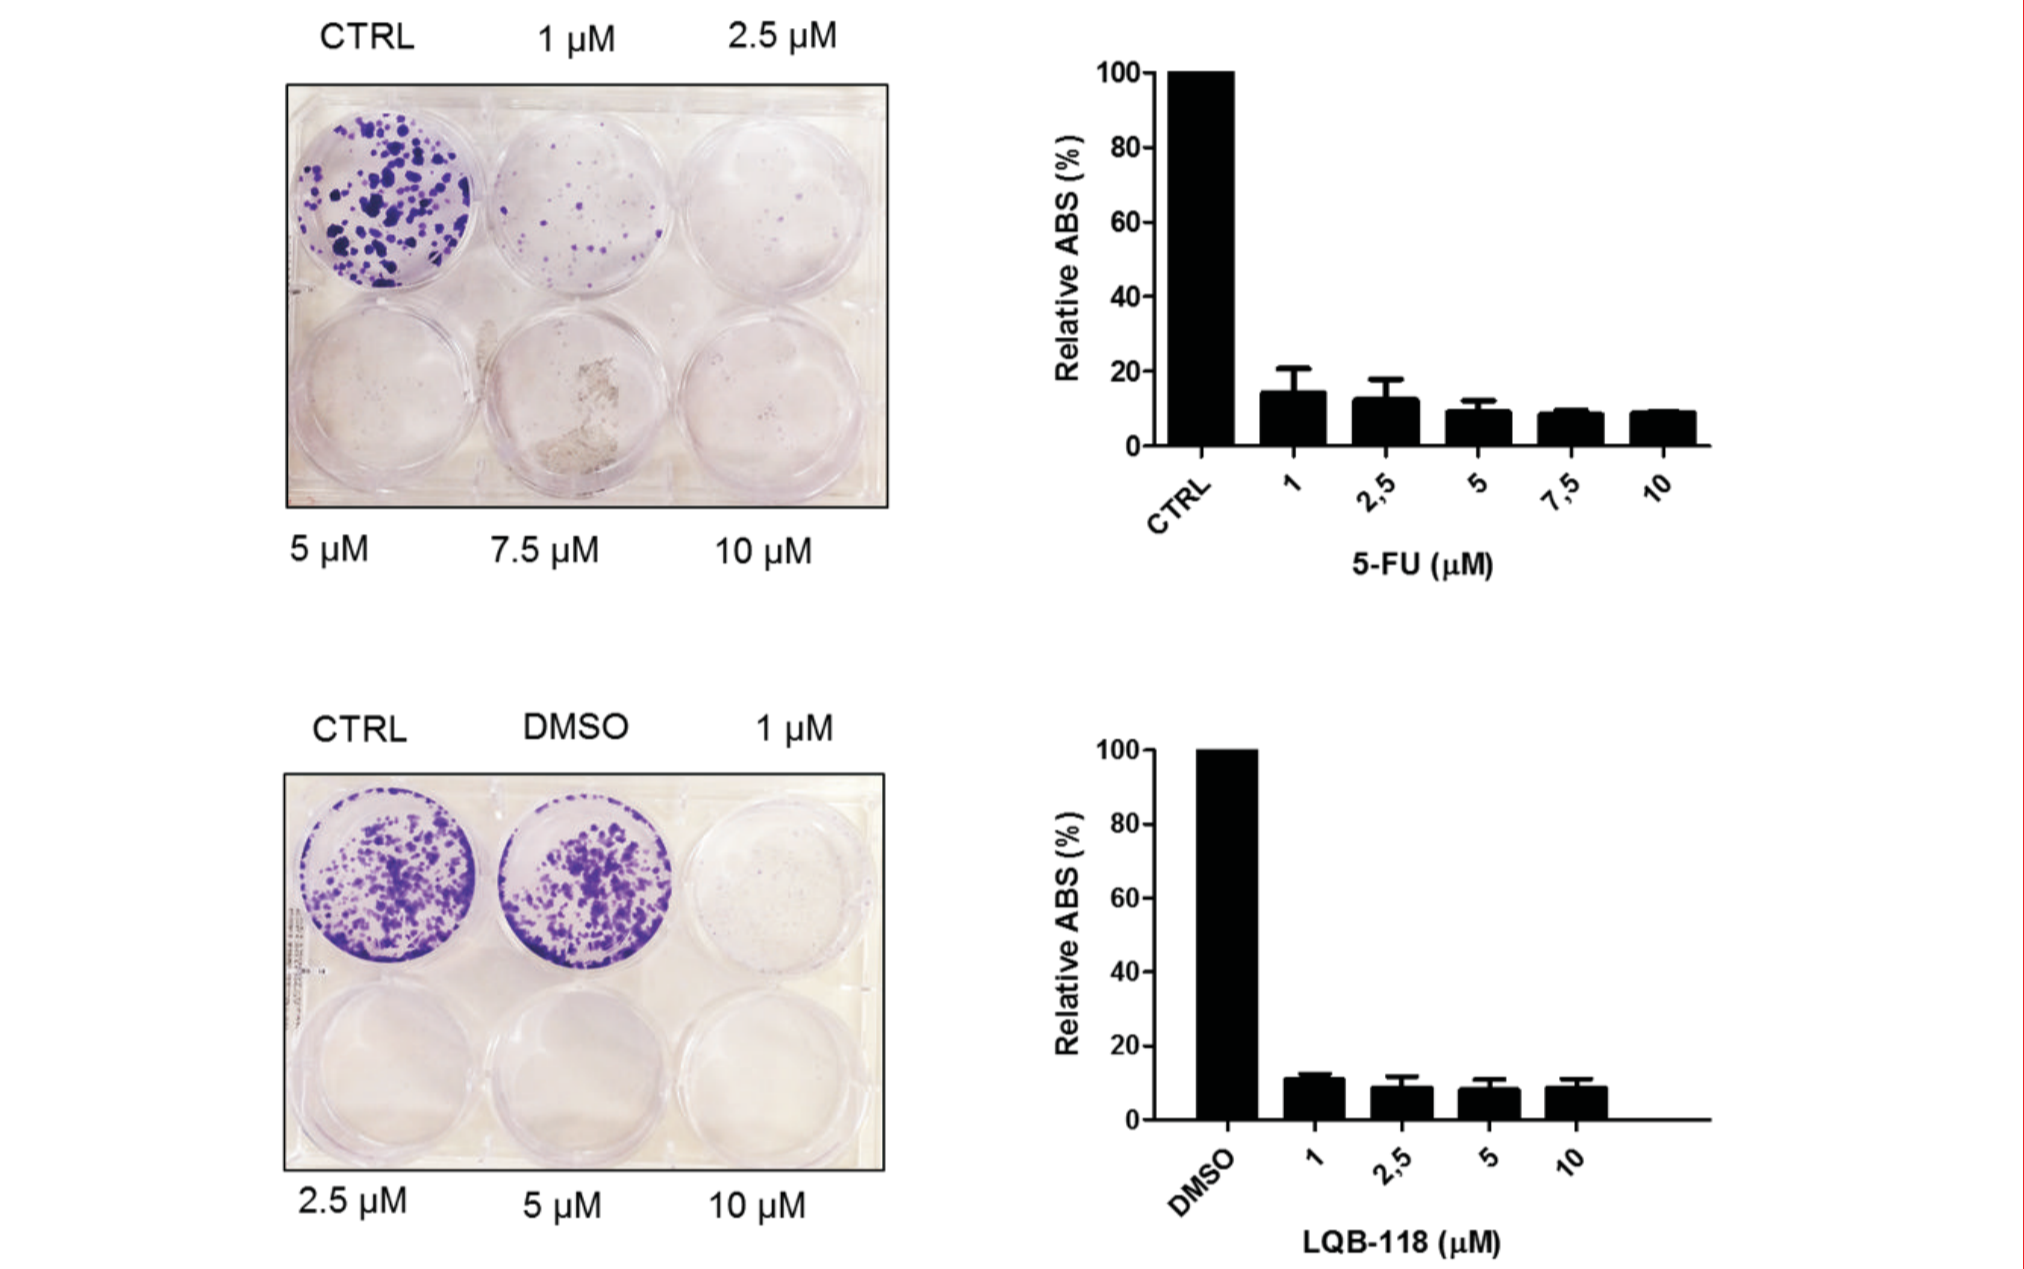 CTRL 1 µM 2.5 µM
5 µM 7.5 µM 10 µM
100
80
60
40
20
0
Relative ABS (%)
CTRL 1 2,5 5 7,5 10
5-FU (µM)
CTRL DMSO 1 µM
2.5 µM 5 µM 10 µM
100
80
60
40
20
0
Relative ABS (%)
DMSO 1 2,5 5 10
LQB-118 (µM)